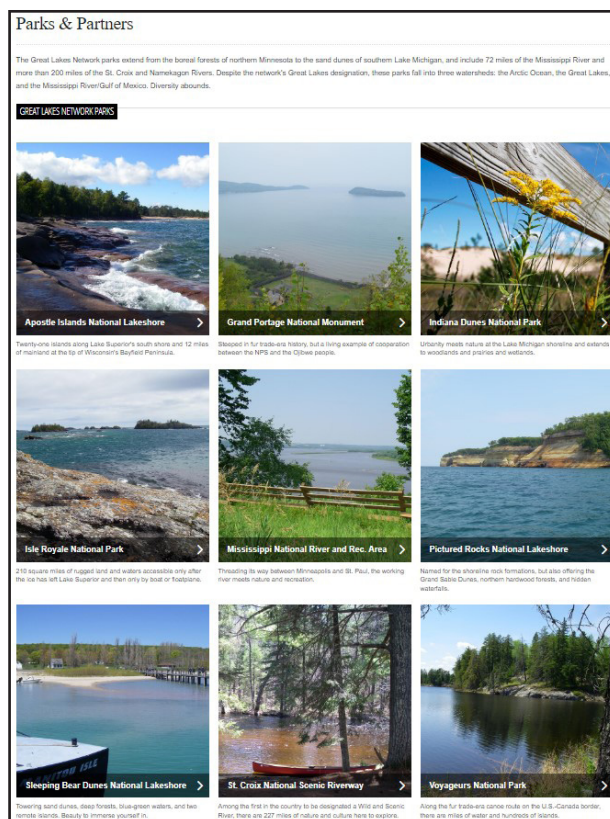 Parks & Partners
The Great Lakes Network parks extend from the boreal forests of northern Minnesota to the sand dunes of southern Lake Michigan, and include 72 miles of the Mississippi River and
more than 200 miles of the St. Croix and Namekagon Rivers. Despite the network's Great Lakes designation, these parks fall into three watersheds: the Arctic Ocean, the Great Lakes,
and the Mississippi River/Gulf of Mexico. Diversity abounds.
GREAT LAKES NETWORK PARKS
Apostle Islands National Lakeshore
Twenty-one islands along Lake Superior's south shore and 12 miles
of mainland at the tip of Wisconsin's Bayfield Peninsula.
Grand Portage National Monument
Steeped in fur trade-era history, but a living example of cooperation
between the NPS and the Ojibwe people.
Indiana Dunes National Park
Urbanity meets nature at the Lake Michigan shoreline and extends
to woodlands and prairies and wetlands.
Isle Royale National Park
210 square miles of rugged land and waters accessible only after
the ice has left Lake Superior and then only by boat or floatplane.
Mississippi National River and Rec. Area
Threading its way between Minneapolis and St. Paul, the working
river meets nature and recreation.
Pictured Rocks National Lakeshore
Named for the shoreline rock formations, but also offering the
Grand Sable Dunes, northern hardwood forests, and hidden
waterfalls.
Sleeping Bear Dunes National Lakeshore
Towering sand dunes, deep forests, blue-green waters, and two
remote islands. Beauty to immerse yourself in.
St. Croix National Scenic Riverway
Among the first in the country to be designated a Wild and Scenic
River, there are 227 miles of nature and culture here to explore.
Voyageurs National Park
Along the fur trade-era canoe route on the U.S.-Canada border,
there are miles of water and hundreds of islands.